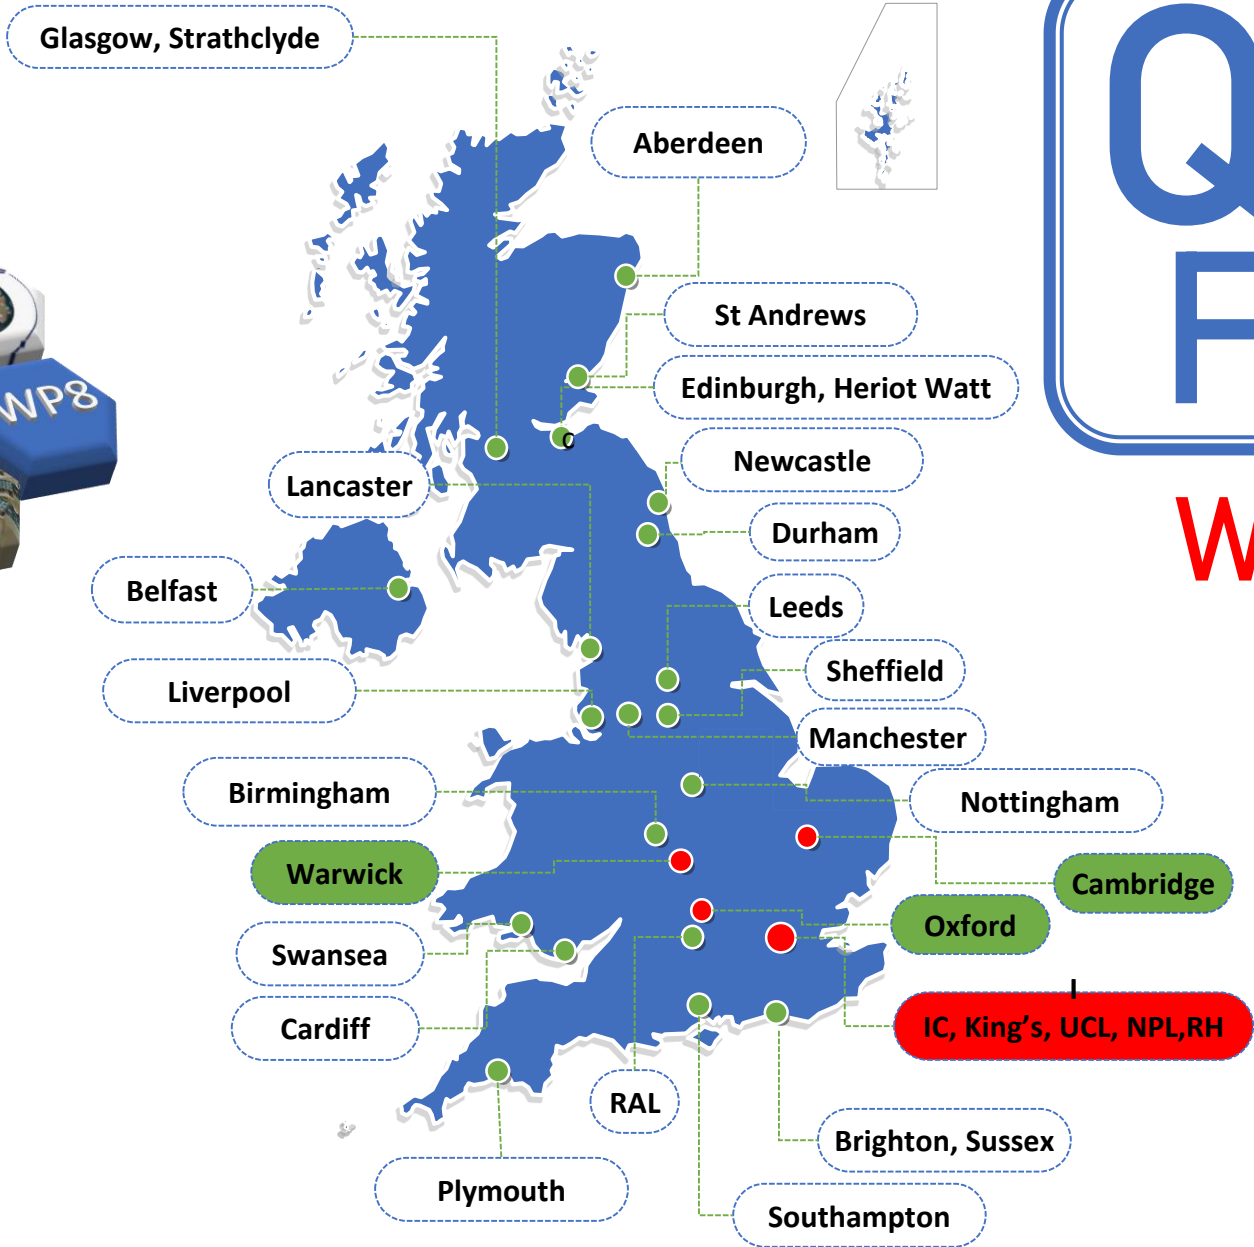 Glasgow, Strathclyde
Q
F
Aberdeen
St Andrews
WP8
Edinburgh, Heriot Watt
C
Newcastle
Lancaster
W
Durham
Belfast
Leeds
Sheffield
Liverpool
Manchester
Birmingham
Nottingham
Warwick
Cambridge
Oxford
Swansea
IC, King's, UCL, NPL,RH
Cardiff
RAL
Brighton, Sussex
Plymouth
Southampton